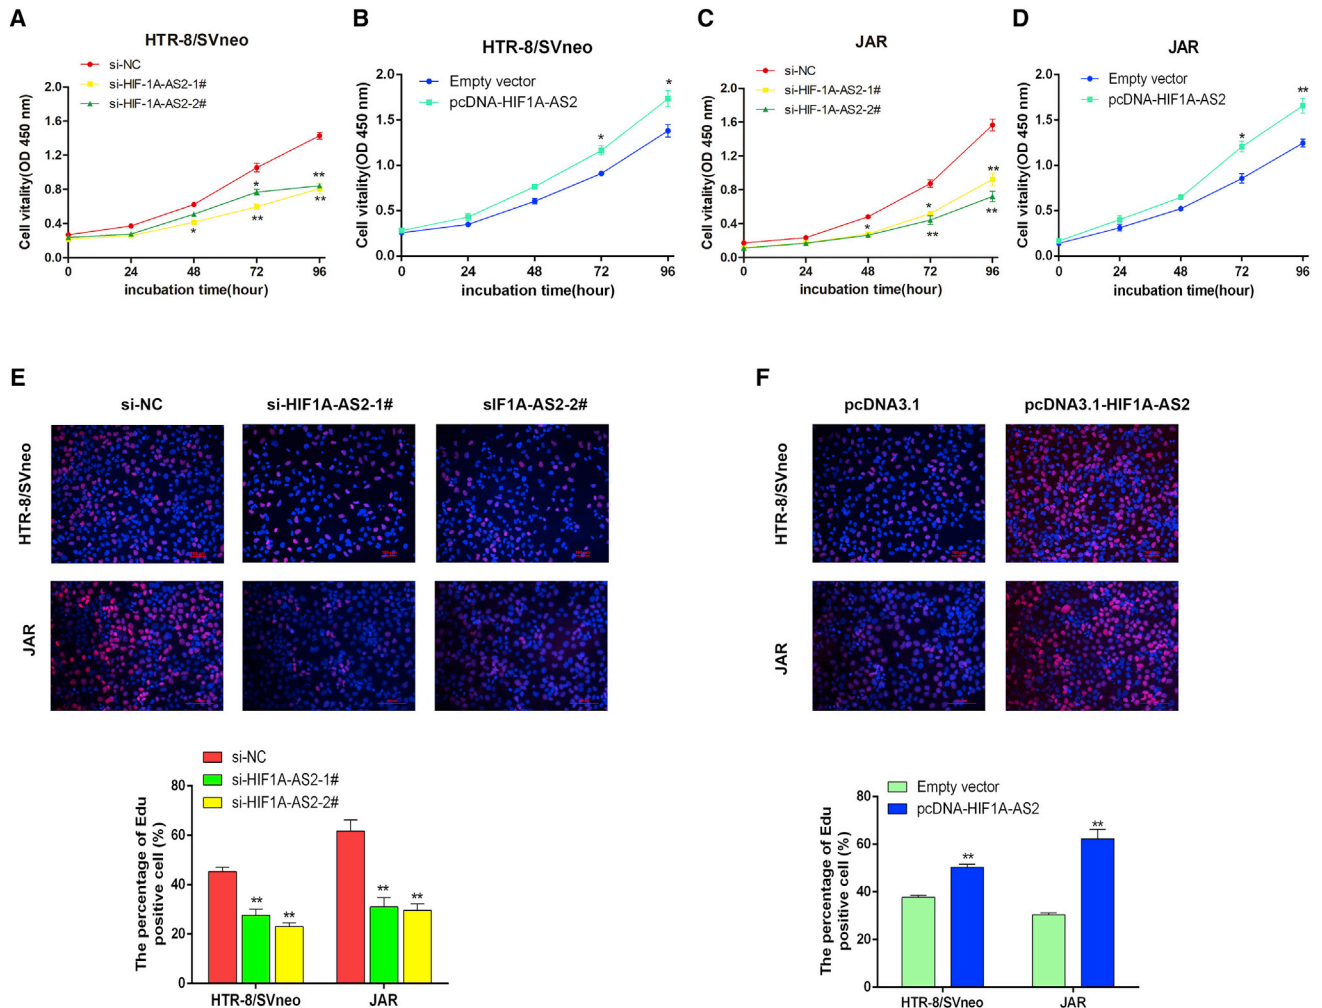 A
HTR-8/SVneo
si-NC
si-HIF-1A-AS2-1#
si-HIF-1A-AS2-2#
Cell vitality(OD 450 nm)
2.0
1.6
1.2
0.8
0.4
0.0
* ** * ** **
0 24 48 72 96
incubation time(hour)
B
HTR-8/SVneo
Empty vector
pcDNA-HIF1A-AS2
Cell vitality(OD 450 nm)
2.0
1.5
1.0
0.5
0.0
* *
0 24 48 72 96
incubation time(hour)
C
JAR
si-NC
si-HIF1A-AS2-1#
si-HIF1A-AS2-2#
Cell vitality(OD 450 nm)
2.0
1.6
1.2
0.8
0.4
0.0
* * ** ** **
0 24 48 72 96
incubation time(hour)
D
JAR
Empty vector
pcDNA-HIF1A-AS2
Cell vitality(OD 450 nm)
2.0
1.5
1.0
0.5
0.0
* **
0 24 48 72 96
incubation time(hour)
E
si-NC si-HIF1A-AS2-1# sIF1A-AS2-2#
HTR-8/SVneo
JAR
si-NC
si-HIF1A-AS2-1#
si-HIF1A-AS2-2#
The percentage of Edu
positive cell (%)
80
60
40
20
0
** ** ** **
HTR-8/SVneo JAR
F
pcDNA3.1 pcDNA3.1-HIF1A-AS2
HTR-8/SVneo
JAR
Empty vector
pcDNA-HIF1A-AS2
The percentage of Edu
positive cell (%)
80
60
40
20
0
** **
HTR-8/SVneo JAR